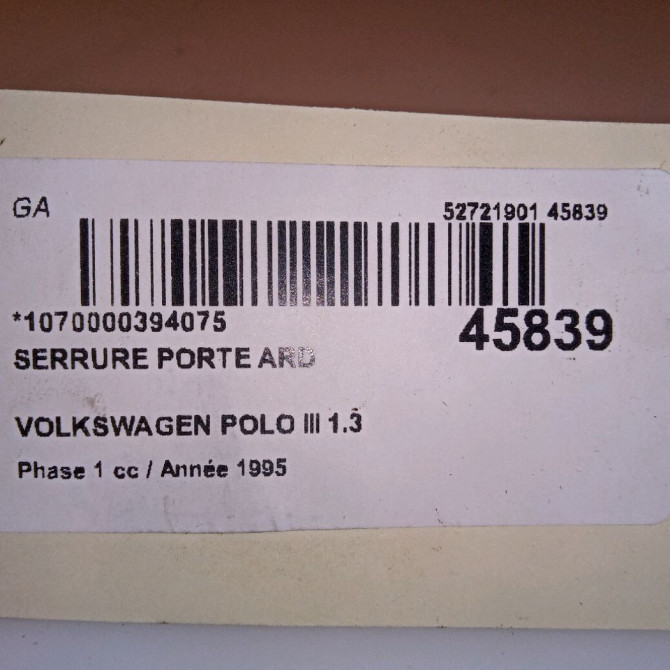 GA
52721901 45839
*1070000394075
45839
SERRURE PORTE ARD
VOLKSWAGEN POLO III 1.3
Phase 1 cc / Année 1995